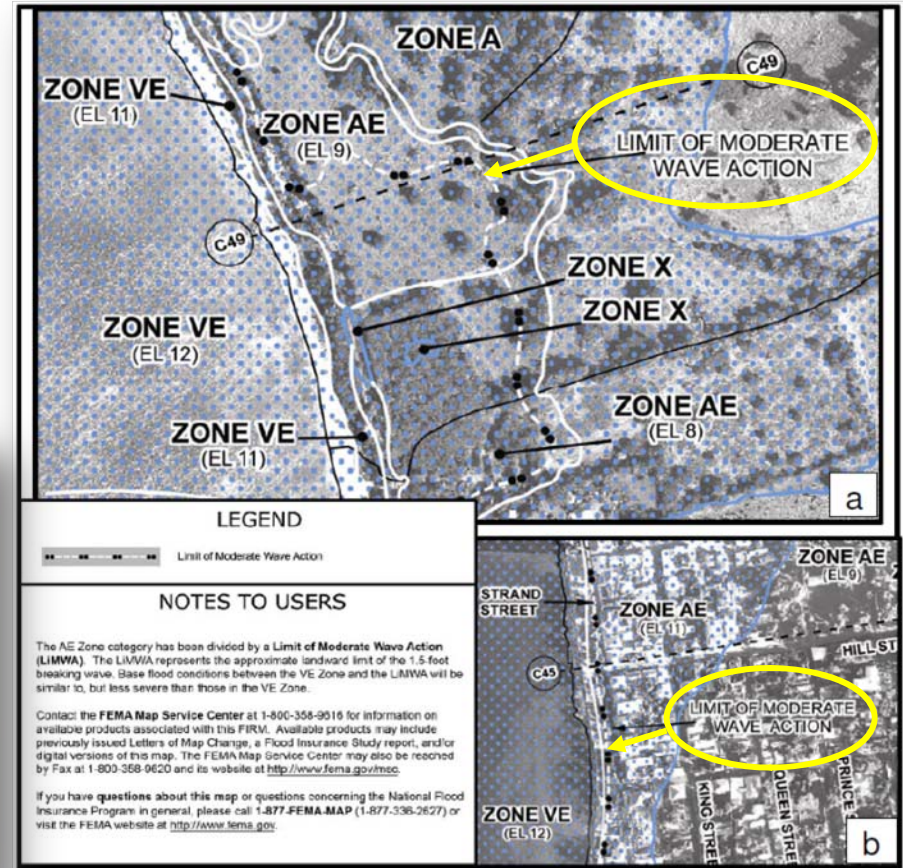 ZONE A
C49
ZONE VE
(EL 11)
ZONE AE
(EL 9)
LIMIT OF MODERATE
WAVE ACTION
C49
ZONE X
ZONE X
ZONE VE
(EL 12)
ZONE AE
(EL 8)
ZONE VE
(EL 11)
a
LEGEND
Limit of Moderate Wave Action
NOTES TO USERS
The AE Zone category has been divided by a Limit of Moderate Wave Action
(LiMWA). The LiMWA represents the approximate landward limit of the 1.5-foot
breaking wave. Base flood conditions between the VE Zone and the LiMWA will be
similar to, but less severe than those in the VE Zone.
Contact the FEMA Map Service Center at 1-800-358-9616 for information on
available products associated with this FIRM. Available products may include
previously issued Letters of Map Change, a Flood Insurance Study report, and/or
digital versions of this map. The FEMA Map Service Center may also be reached
by Fax at 1-800-358-9620 and its website at http://www.fema.gov/msc.
If you have questions about this map or questions concerning the National Flood
Insurance Program in general, please call 1-877-FEMA-MAP (1-877-336-2627) or
visit the FEMA website at http://www.fema.gov.
ZONE AE
(EL 9)
STRAND
STREET
ZONE AE
(EL 11)
HILL ST
C45
LIMIT OF MODERATE
WAVE ACTION
KING STREET
QUEEN STRE
PRINCE S
ZONE VE
(EL 12)
b